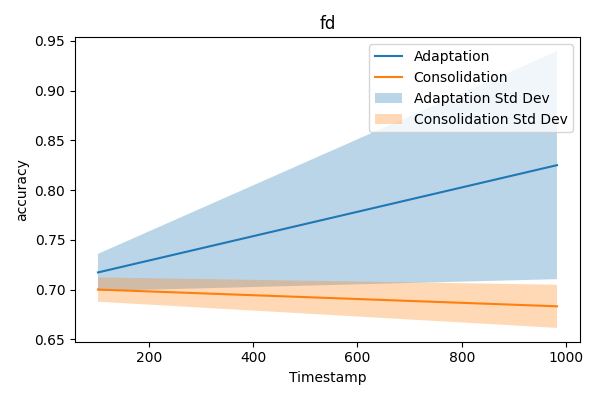 fd
0.95
0.90
0.85
0.80
0.75
0.70
0.65
accuracy
Adaptation
Consolidation
Adaptation Std Dev
Consolidation Std Dev
200
400
600
800
1000
Timestamp